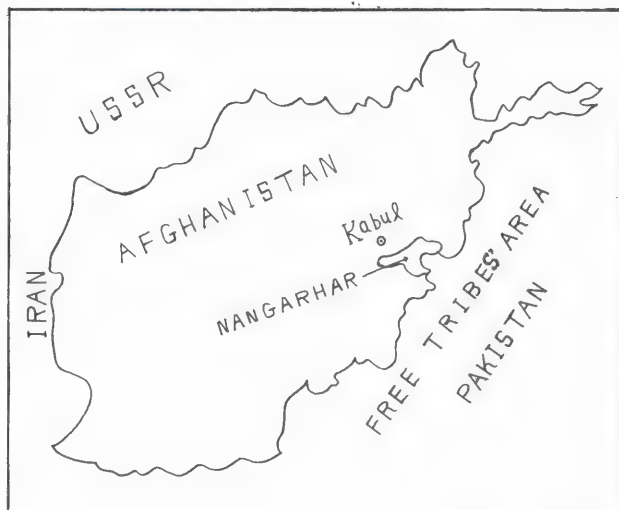 USSR
AFGHANISTAN
Kabul
NANGARHAR
IRAN
FREE TRIBES' AREA
PAKISTAN